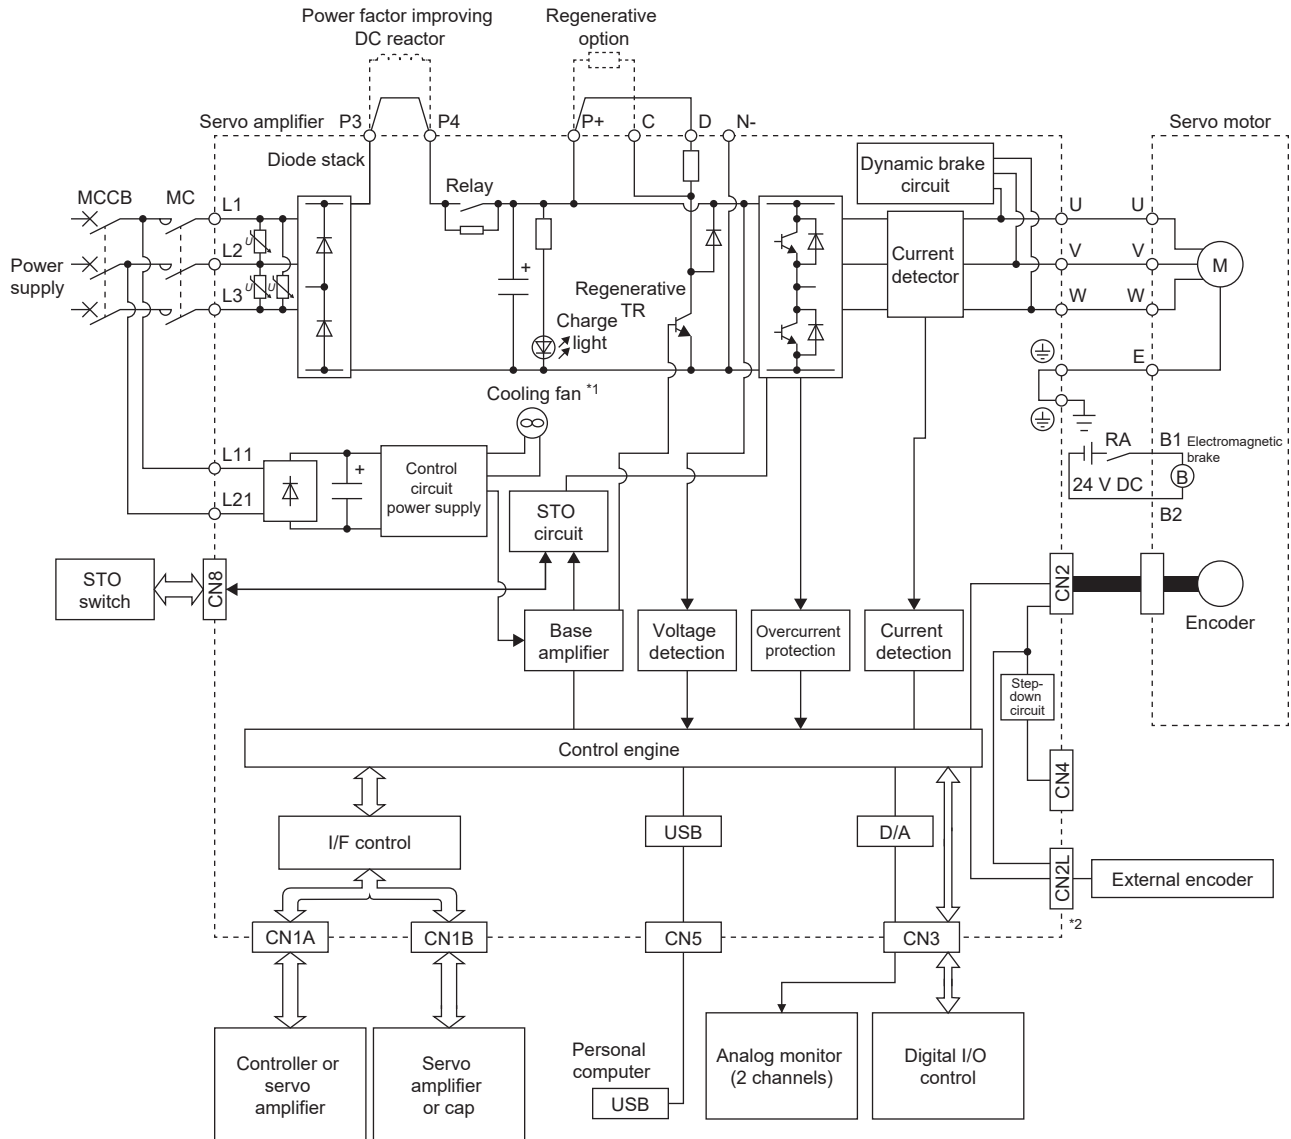 Power factor improving
DC reactor
Regenerative
option
Servo amplifier
P3
P4
P+
C
D
N-
Servo motor
Diode stack
Dynamic brake
circuit
MCCB
MC
L1
Relay
U
U
U
L2
Power
supply
+
Current
detector
V
V
M
U
U
L3
Regenerative
TR
W
W
Charge
light
E
Cooling fan *1
RA
B1
Electromagnetic
brake
L11
+
Control
circuit
power supply
24 V DC
B
L21
STO
circuit
B2
STO
switch
CN8
CN2
Encoder
Base
amplifier
Voltage
detection
Overcurrent
protection
Current
detection
Step-
down
circuit
Control engine
CN4
I/F control
USB
D/A
CN2L
External encoder
*2
CN1A
CN1B
CN5
CN3
Controller or
servo
amplifier
Servo
amplifier
or cap
Personal
computer
USB
Analog monitor
(2 channels)
Digital I/O
control